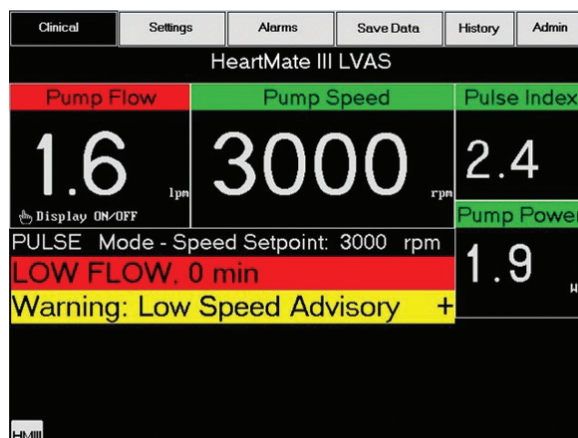 Clinical Settings Alarms Save Data History Admin
HeartMate III LVAS
Pump Flow Pump Speed Pulse Index
1.6 lpm 3000 rpm 2.4
Display ON/OFF
Pump Power
PULSE Mode - Speed Setpoint: 3000 rpm
1.9 W
LOW FLOW, 0 min
Warning: Low Speed Advisory +
HMIII